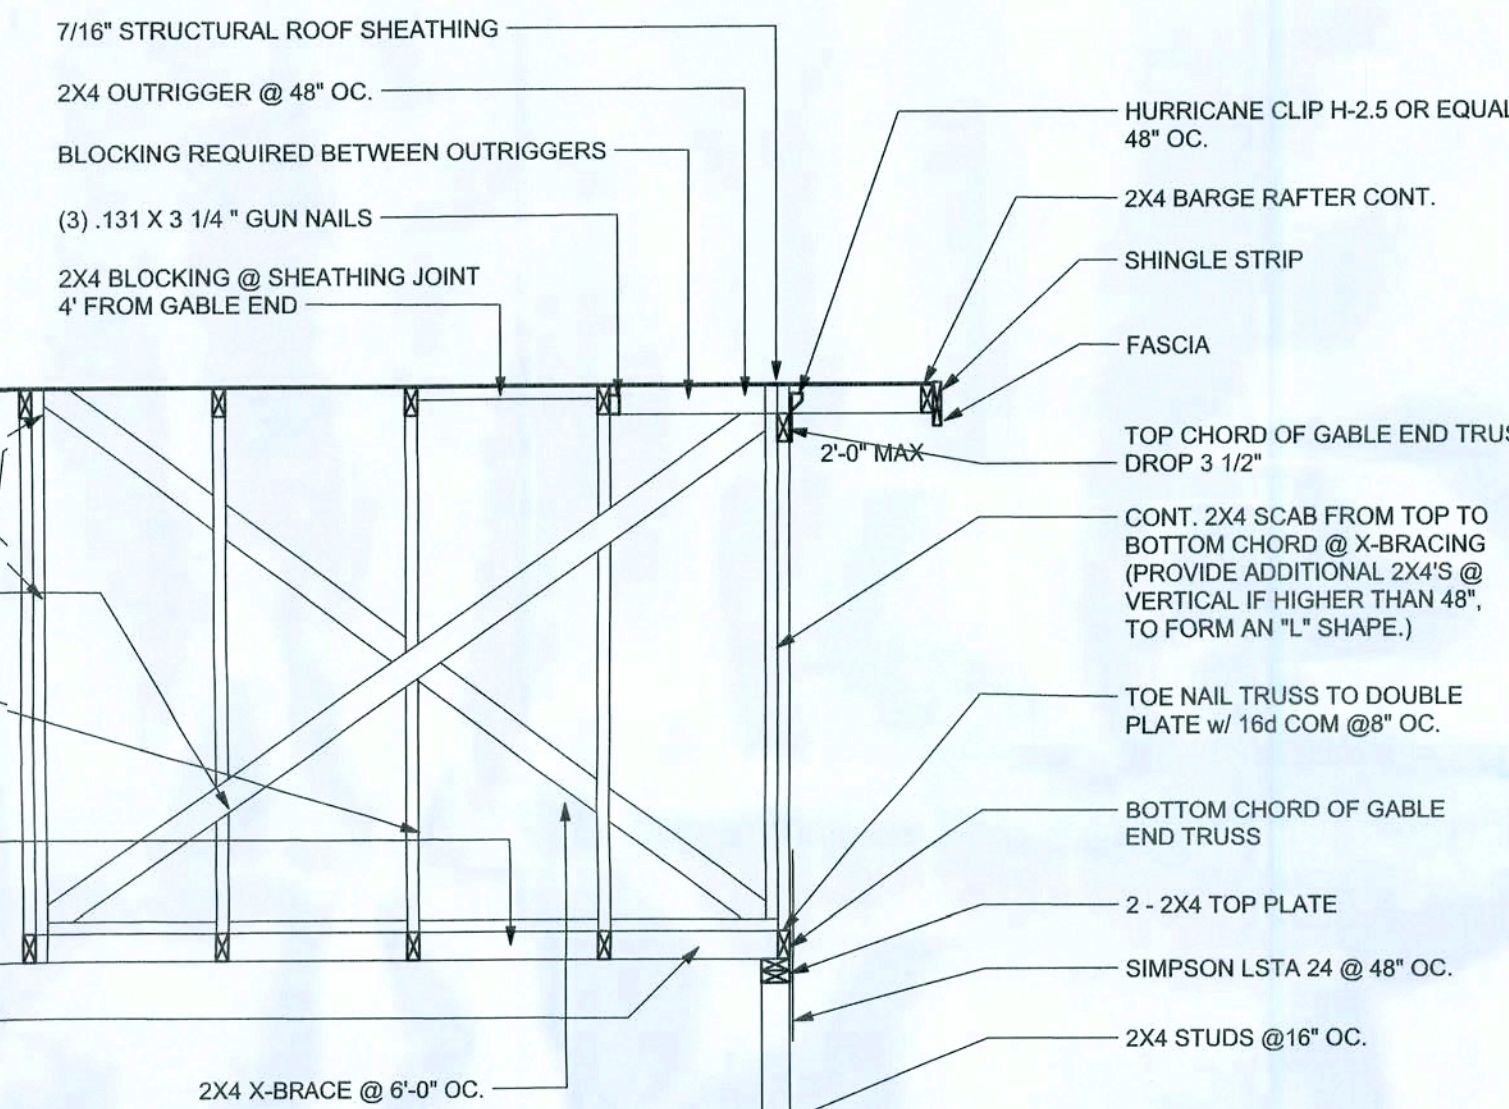 7/16" STRUCTURAL ROOF SHEATHING
2X4 OUTRIGGER @ 48" OC.
BLOCKING REQUIRED BETWEEN OUTRIGGERS
(3) .131 X 3 1/4 " GUN NAILS
2X4 BLOCKING @ SHEATHING JOINT
4' FROM GABLE END
HURRICANE CLIP H-2.5 OR EQUAL
48" OC.
2X4 BARGE RAFTER CONT.
SHINGLE STRIP
FASCIA
2'-0" MAX
TOP CHORD OF GABLE END TRUS
DROP 3 1/2"
CONT. 2X4 SCAB FROM TOP TO
BOTTOM CHORD @ X-BRACING
(PROVIDE ADDITIONAL 2X4'S @
VERTICAL IF HIGHER THAN 48",
TO FORM AN "L" SHAPE.)
TOE NAIL TRUSS TO DOUBLE
PLATE w/ 16d COM @8" OC.
BOTTOM CHORD OF GABLE
END TRUSS
2 - 2X4 TOP PLATE
SIMPSON LSTA 24 @ 48" OC.
2X4 STUDS @16" OC.
2X4 X-BRACE @ 6'-0" OC.